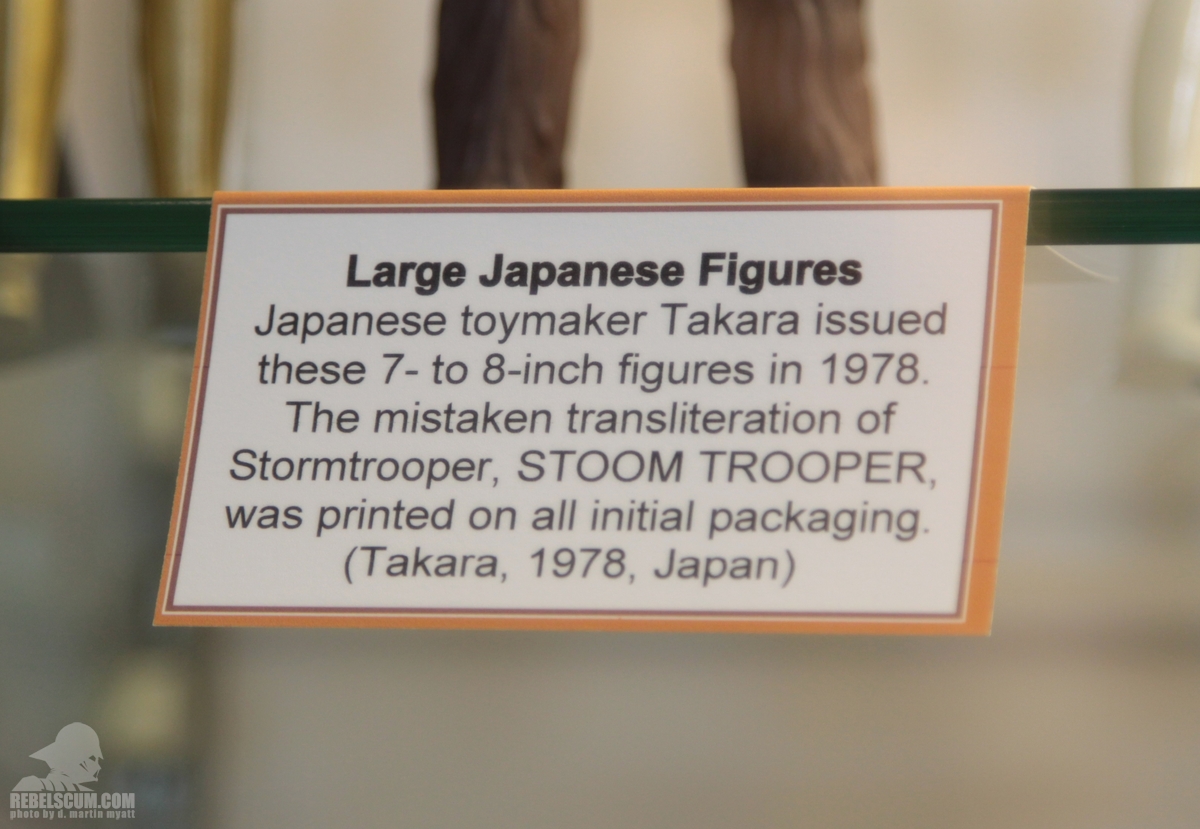 Large Japanese Figures
Japanese toymaker Takara issued
these 7- to 8-inch figures in 1978.
The mistaken transliteration of
Stormtrooper, STOOM TROOPER,
was printed on all initial packaging.
(Takara, 1978, Japan)
REBELSCUM.COM
photo by d. martin myatt